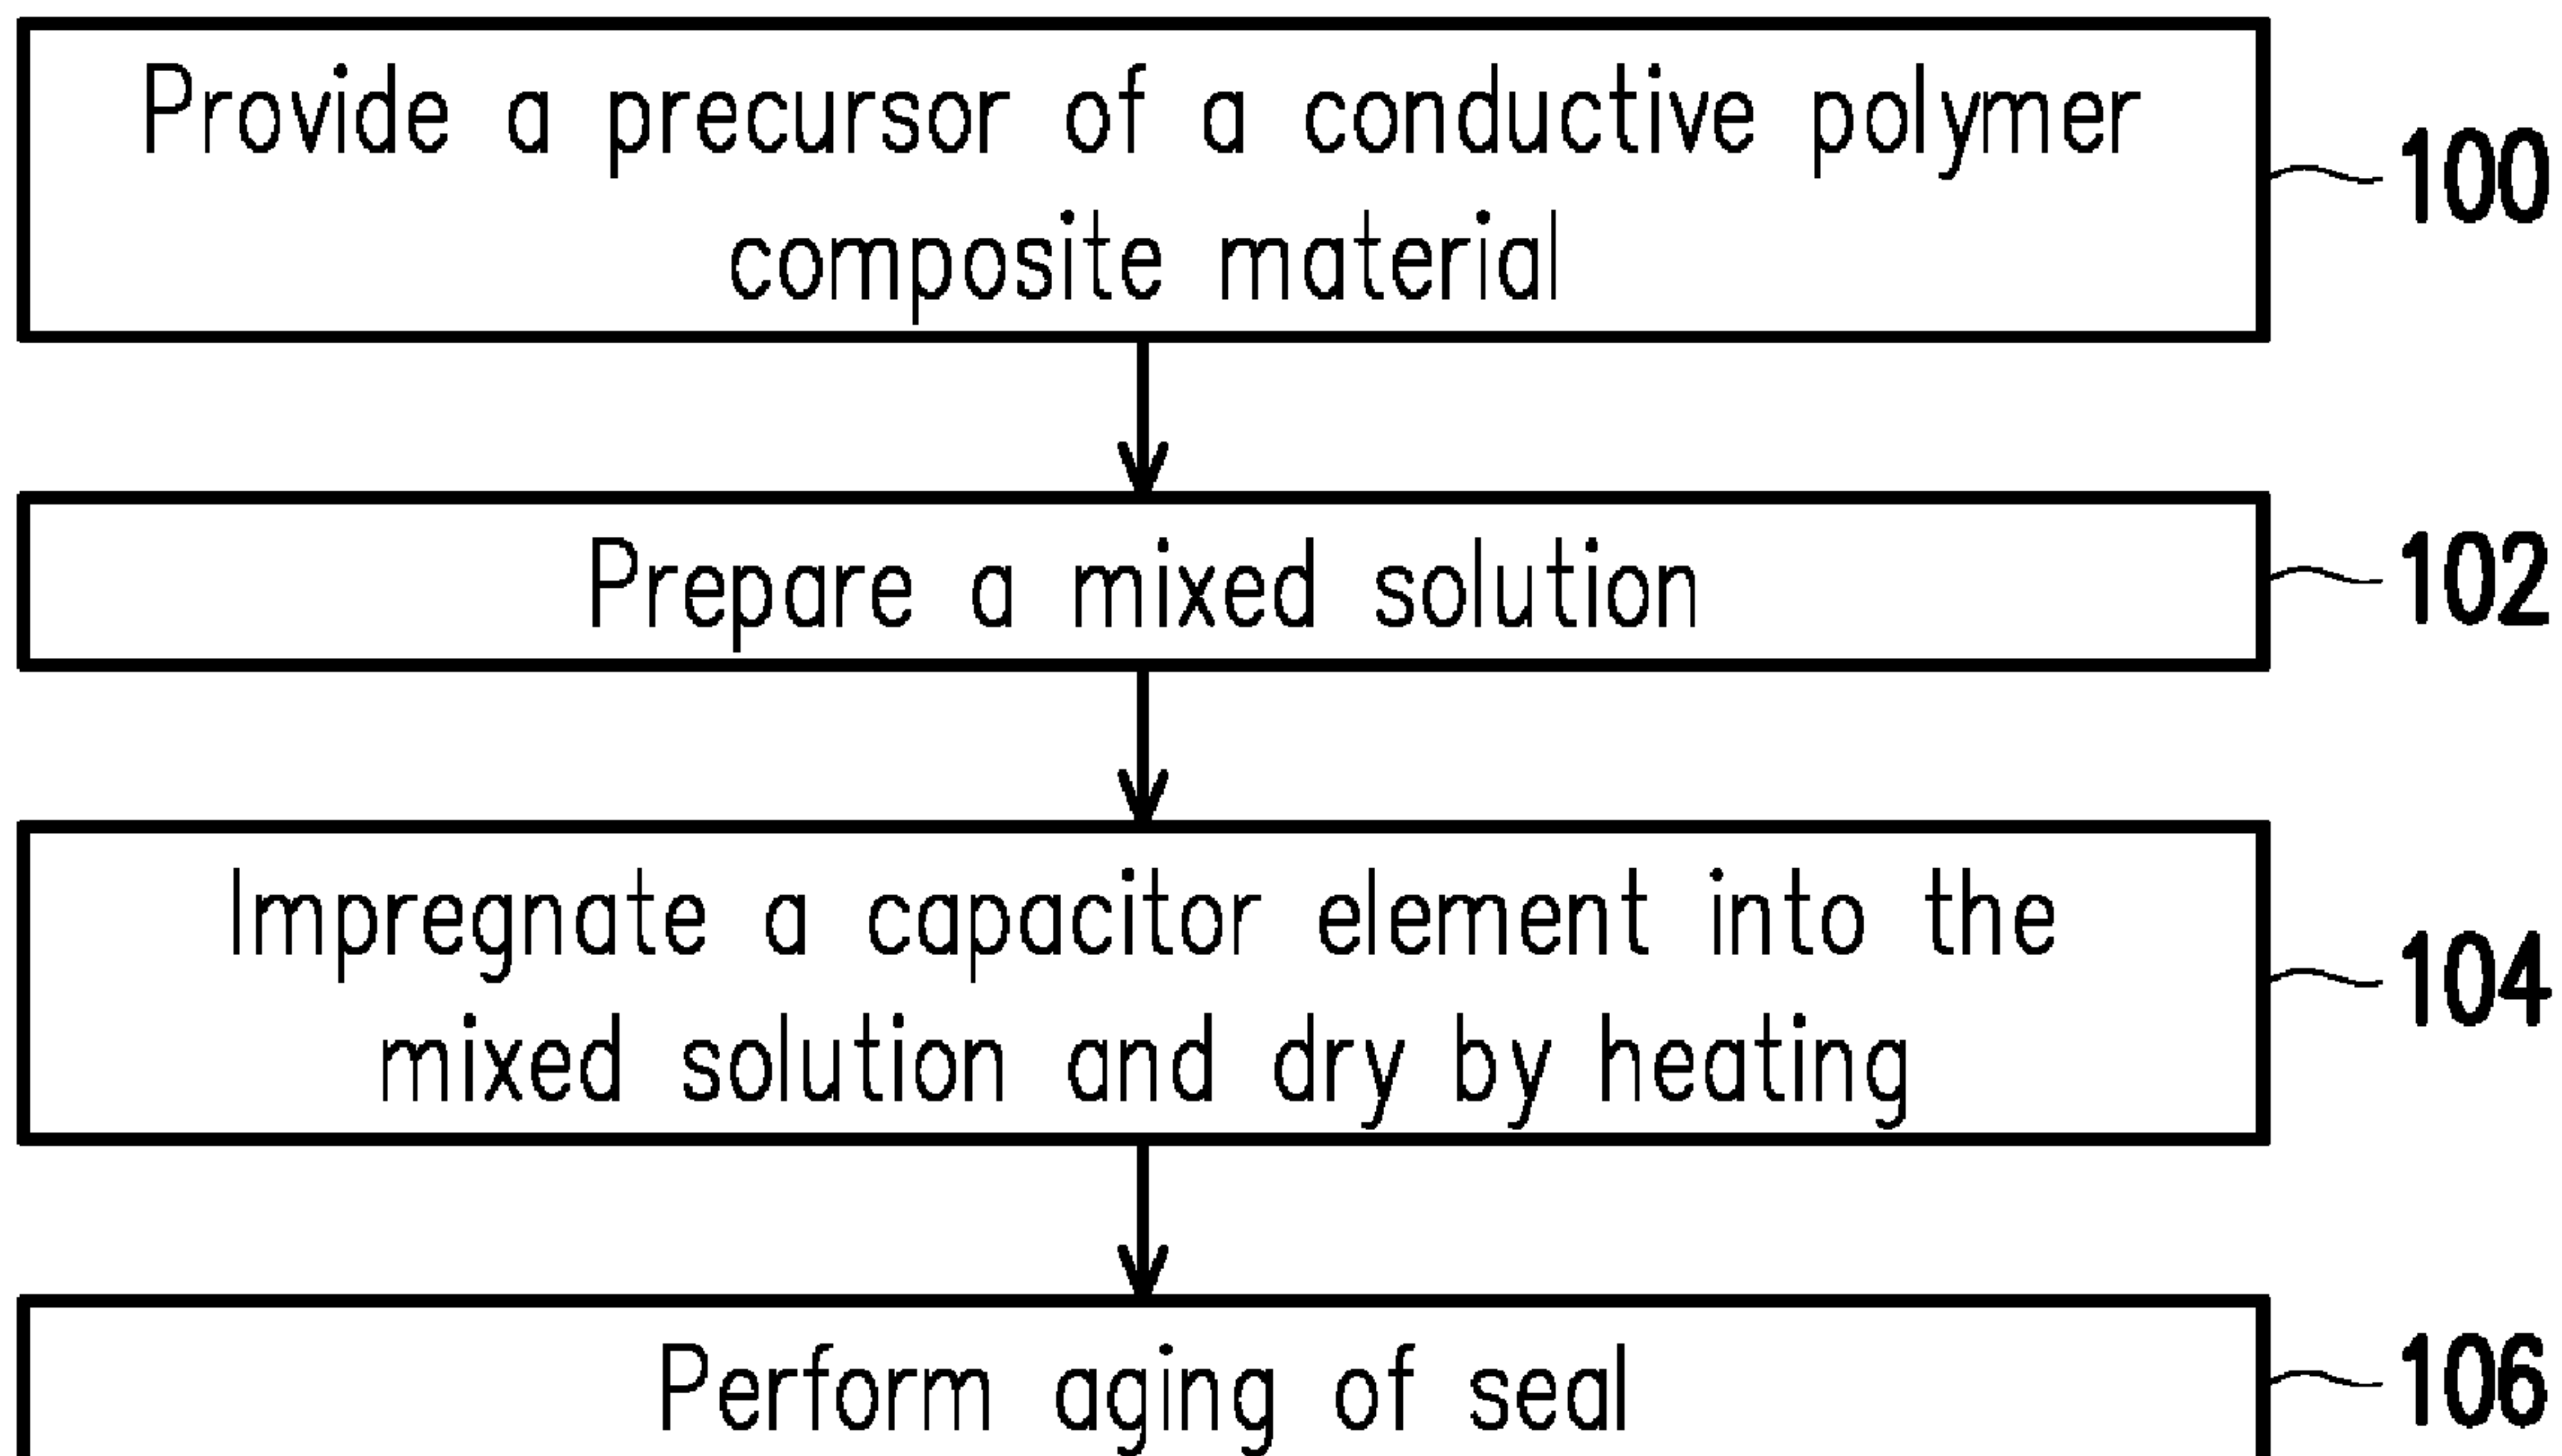 Provide a precursor of a conductive polymer
composite material
100
Prepare a mixed solution
102
Impregnate a capacitor element into the
mixed solution and dry by heating
104
Perform aging of seal
106